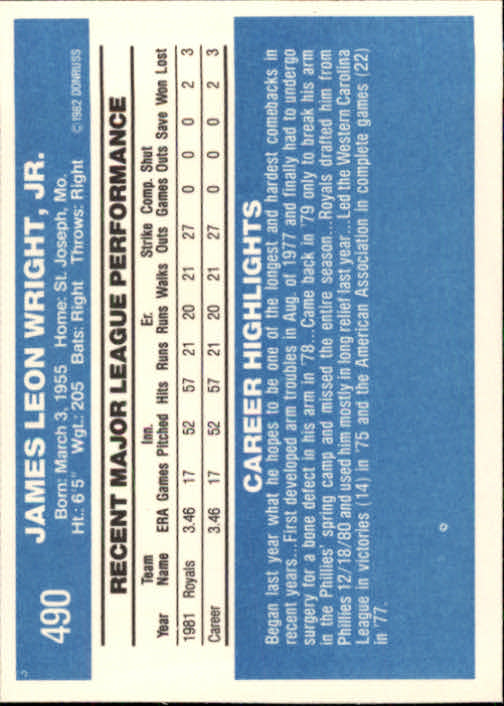 490
JAMES LEON WRIGHT, JR.
Born: March 3, 1955 Home: St. Joseph, Mo.
Ht.: 6'5" Wgt.: 205 Bats: Right Throws: Right
© 1982 DONRUSS
RECENT MAJOR LEAGUE PERFORMANCE
Team Inn. Er. Strike Comp. Shut
Year Name ERA Games Pitched Hits Runs Runs Walks Outs Games Outs Save Won Lost
1981 Royals 3.46 17 52 57 21 20 21 27 0 0 0 2 3
Career 3.46 17 52 57 21 20 21 27 0 0 0 2 3
CAREER HIGHLIGHTS
Began last year what he hopes to be one of the longest and hardest comebacks in
recent years...First developed arm troubles in Aug. of 1977 and finally had to undergo
surgery for a bone defect in his arm in '78...Came back in '79 only to break his arm
in the Phillies' spring camp and missed the entire season...Royals drafted him from
Phillies 12/18/80 and used him mostly in long relief last year...Led the Western Carolina
League in victories (14) in '75 and the American Association in complete games (22)
in '77.